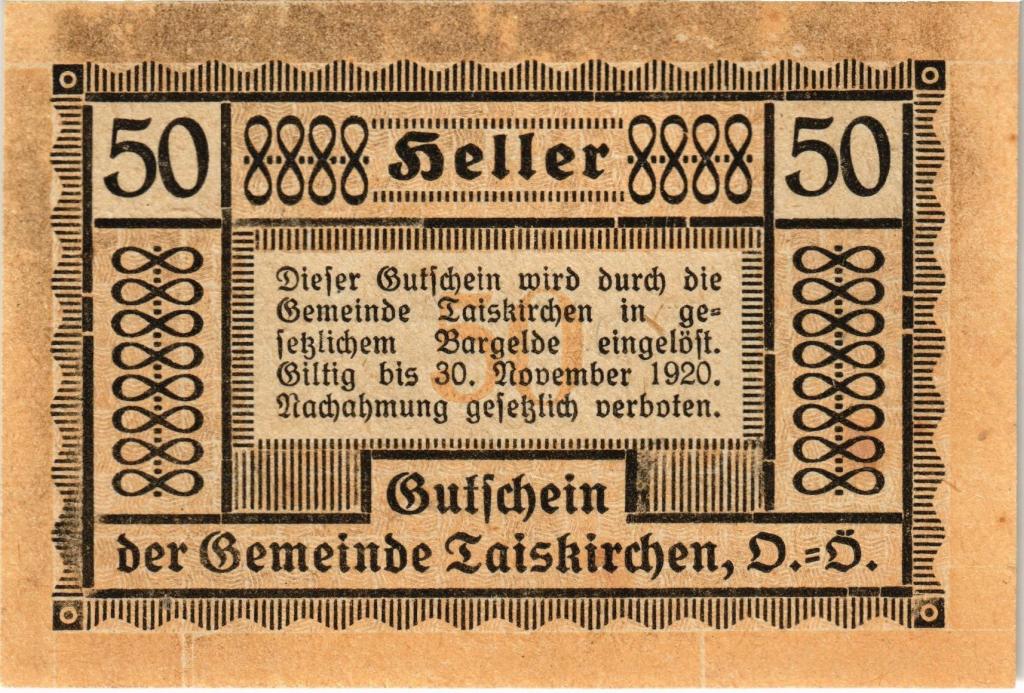 50 Heller 50
Dieser Gutschein wird durch die
Gemeinde Taiskirchen in ge=
setzlichem Bargelde eingelöst.
Giltig bis 30. November 1920.
Nachahmung gesetzlich verboten.
50
Gutschein
der Gemeinde Taiskirchen, O.=Ö.